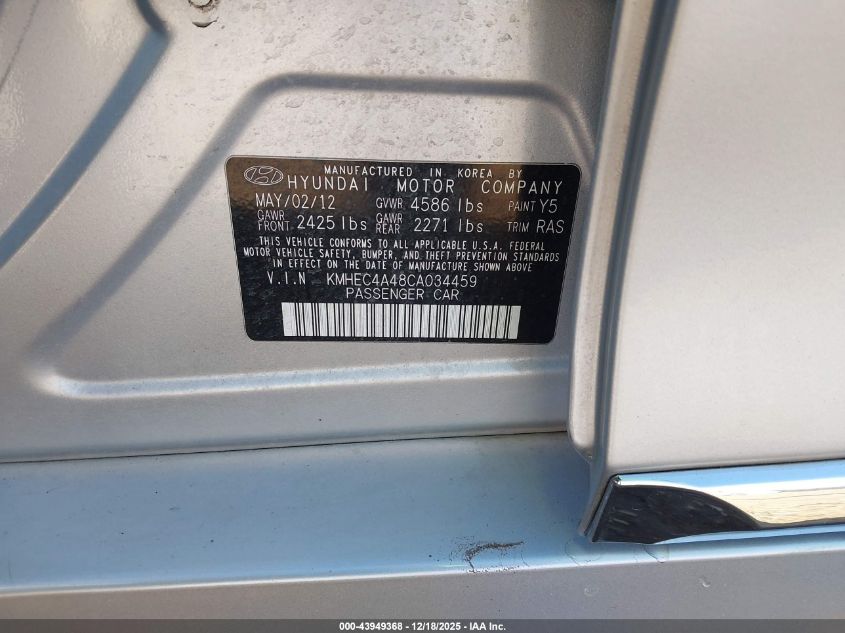 MANUFACTURED IN KOREA BY
HYUNDAI MOTOR COMPANY
MAY/02/12 GVWR 4586 lbs PAINT Y5
GAWR FRONT 2425 lbs GAWR REAR 2271 lbs TRIM RAS
THIS VEHICLE CONFORMS TO ALL APPLICABLE U.S.A. FEDERAL
MOTOR VEHICLE SAFETY, BUMPER, AND THEFT PREVENTION STANDARDS
IN EFFECT ON THE DATE OF MANUFACTURE SHOWN ABOVE
V.I.N KMHEC4A48CA034459
PASSENGER CAR
000-43949368 - 12/18/2025 - IAA Inc.